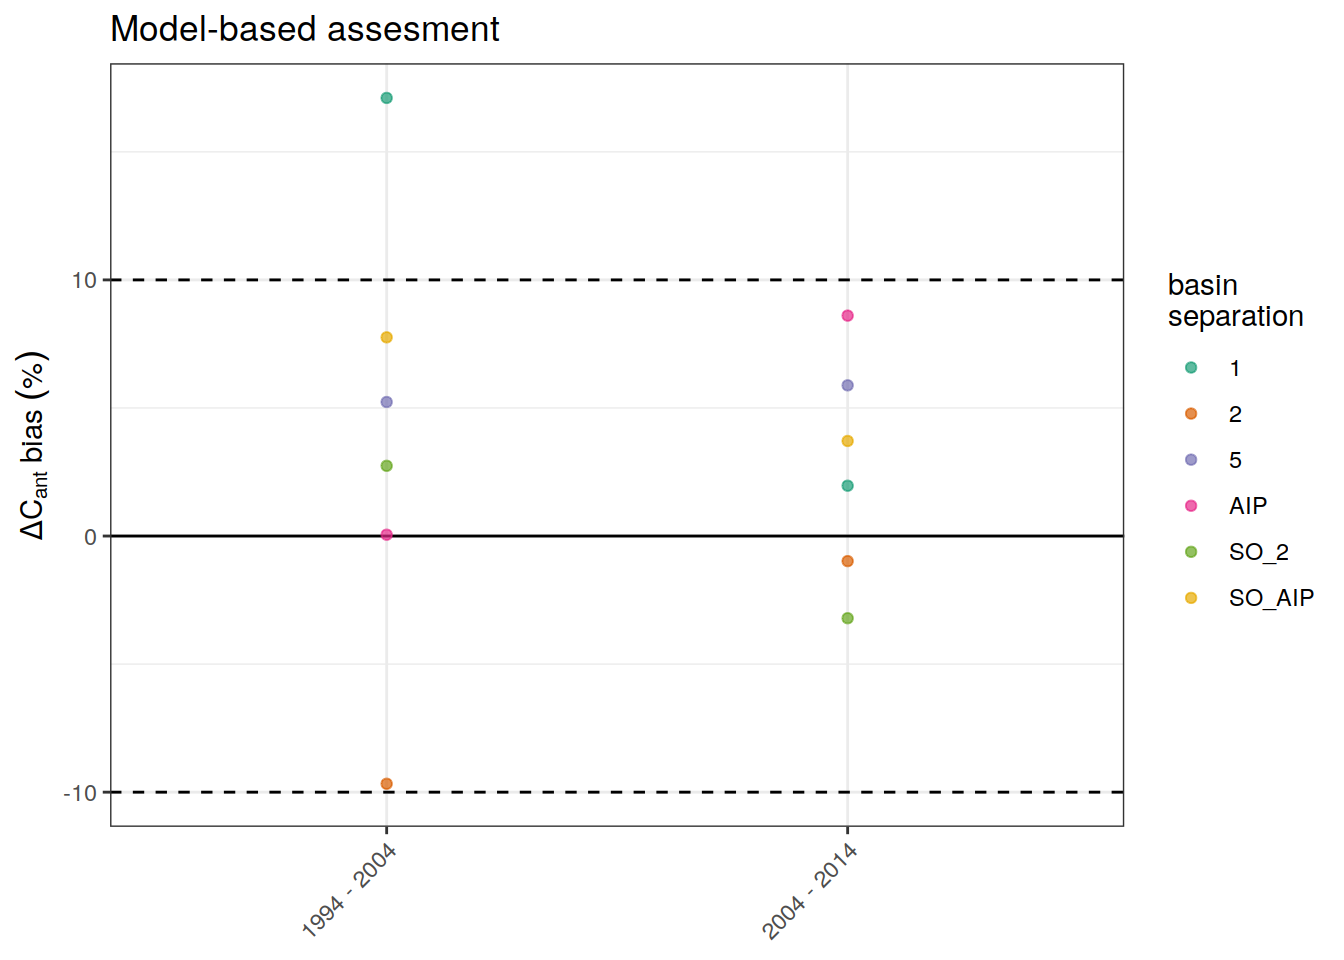 Model-based assesment
ΔCant bias (%)
10
0
-10
1994 - 2004
2004 - 2014
basin
separation
1
2
5
AIP
SO_2
SO_AIP